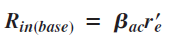 R_in(base) = β_ac r′_e